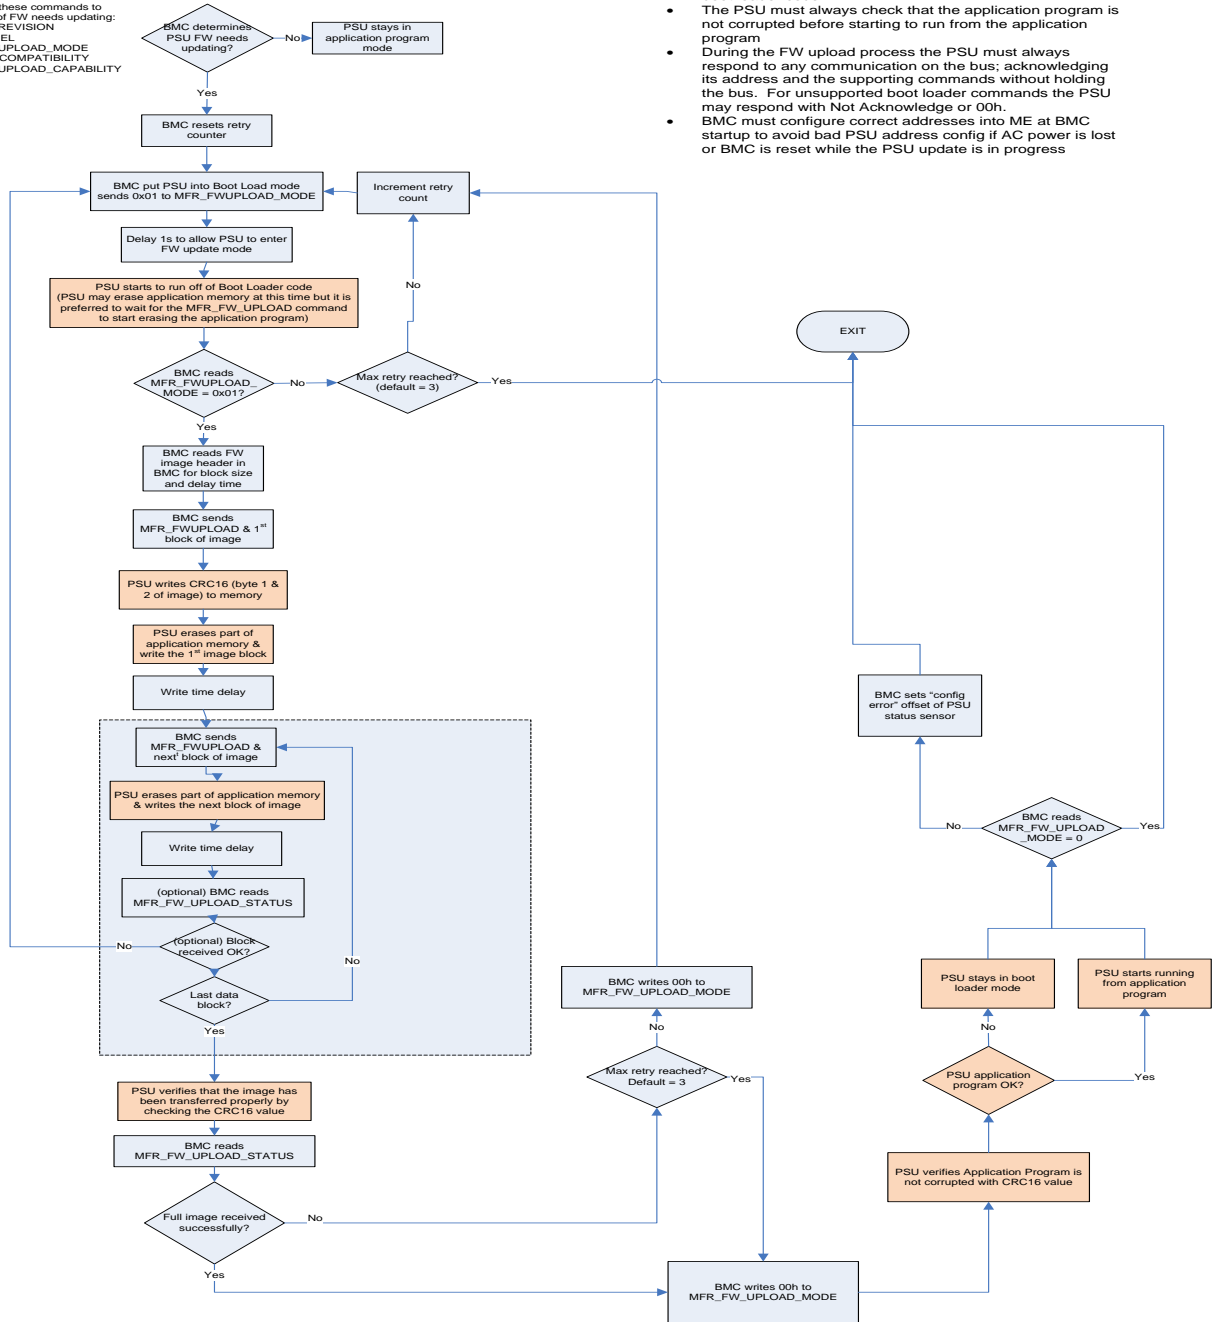 these commands to
of FW needs updating:
REVISION
EL
UPLOAD_MODE
COMPATIBILITY
UPLOAD_CAPABILITY
BMC determines
PSU FW needs
updating?
No
PSU stays in
application program
mode
• The PSU must always check that the application program is
not corrupted before starting to run from the application
program
• During the FW upload process the PSU must always
respond to any communication on the bus; acknowledging
its address and the supporting commands without holding
the bus. For unsupported boot loader commands the PSU
may respond with Not Acknowledge or 00h.
• BMC must configure correct addresses into ME at BMC
startup to avoid bad PSU address config if AC power is lost
or BMC is reset while the PSU update is in progress
Yes
BMC resets retry
counter
BMC put PSU into Boot Load mode
sends 0x01 to MFR_FWUPLOAD_MODE
Increment retry
count
Delay 1s to allow PSU to enter
FW update mode
PSU starts to run off of Boot Loader code
(PSU may erase application memory at this time but it is
preferred to wait for the MFR_FW_UPLOAD command
to start erasing the application program)
No
EXIT
BMC reads
MFR_FWUPLOAD_
MODE = 0x01?
No
Max retry reached?
(default = 3)
Yes
Yes
BMC reads FW
image header in
BMC for block size
and delay time
BMC sends
MFR_FWUPLOAD & 1st
block of image
PSU writes CRC16 (byte 1 &
2 of image) to memory
PSU erases part of
application memory &
write the 1st image block
Write time delay
BMC sets “config
error” offset of PSU
status sensor
BMC sends
MFR_FWUPLOAD &
nextt block of image
PSU erases part of application memory
& writes the next block of image
Write time delay
(optional) BMC reads
MFR_FW_UPLOAD_STATUS
No
BMC reads
MFR_FW_UPLOAD
_MODE = 0
Yes
No
(optional) Block
received OK?
No
Last data
block?
Yes
BMC writes 00h to
MFR_FW_UPLOAD_MODE
PSU stays in boot
loader mode
PSU starts running
from application
program
No
No
Max retry reached?
Default = 3
Yes
PSU application
program OK?
Yes
PSU verifies that the image has
been transferred properly by
checking the CRC16 value
BMC reads
MFR_FW_UPLOAD_STATUS
PSU verifies Application Program is
not corrupted with CRC16 value
Full image received
successfully?
No
Yes
BMC writes 00h to
MFR_FW_UPLOAD_MODE